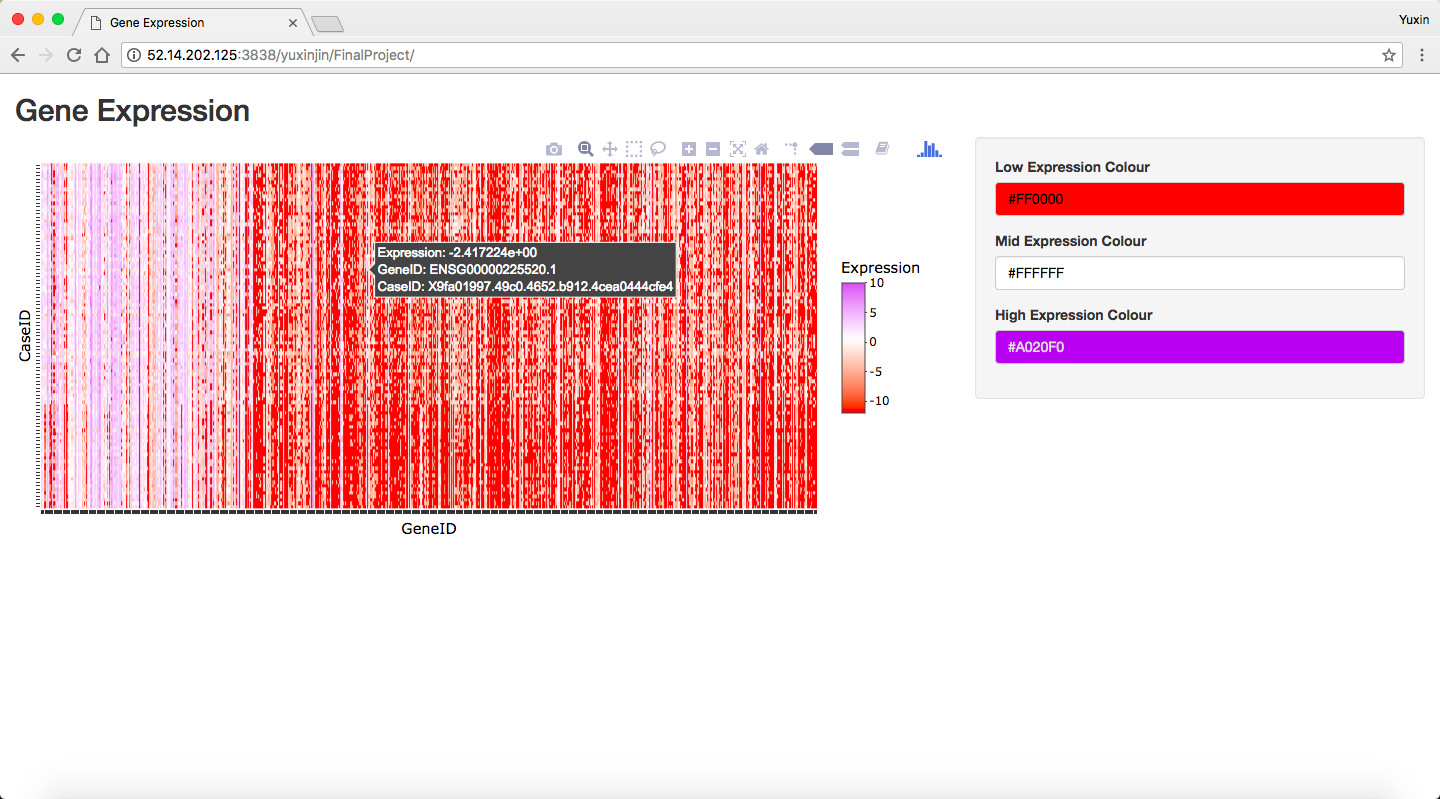 Gene Expression
Yuxin
52.14.202.125:3838/yuxinjin/FinalProject/
Gene Expression
Expression: -2.417224e+00
GeneID: ENSG00000225520.1
CaseID: X9fa01997.49c0.4652.b912.4cea0444cfe4
CaseID
GeneID
Expression
10
5
0
-5
-10
Low Expression Colour
#FF0000
Mid Expression Colour
#FFFFFF
High Expression Colour
#A020F0